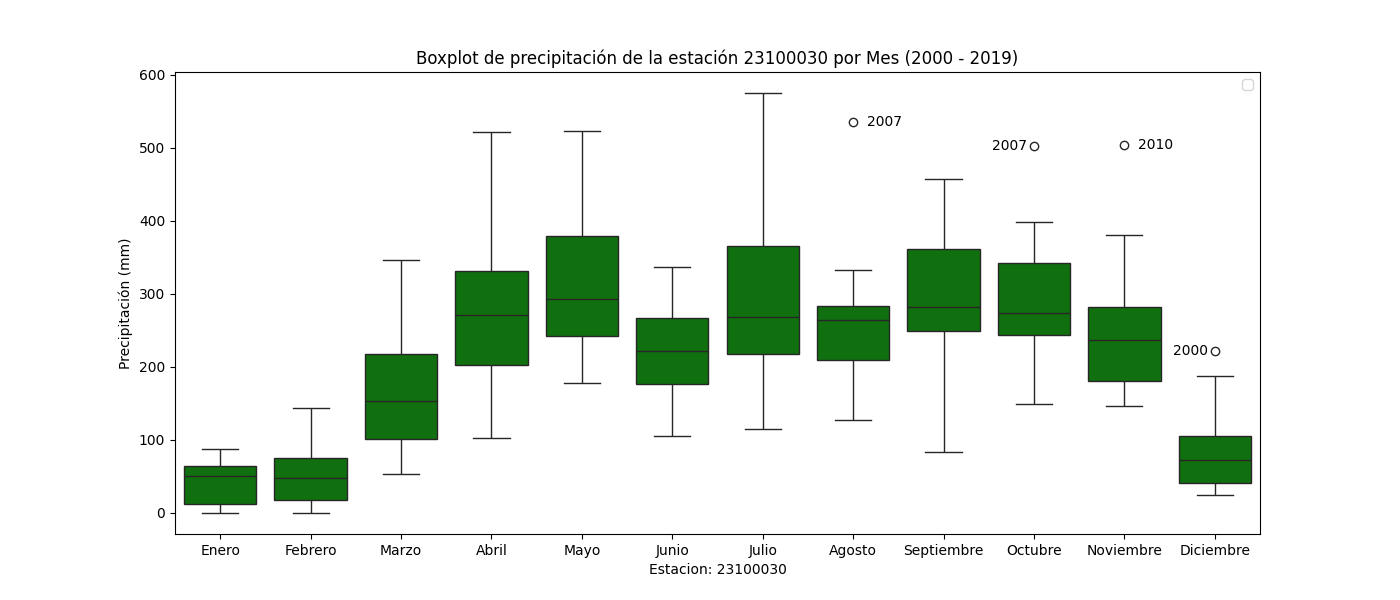 Boxplot de precipitación de la estación 23100030 por Mes (2000 - 2019)
600
500
400
300
200
100
0
Precipitación (mm)
2007
2007
2010
2000
Enero Febrero Marzo Abril Mayo Junio Julio Agosto Septiembre Octubre Noviembre Diciembre
Estacion: 23100030